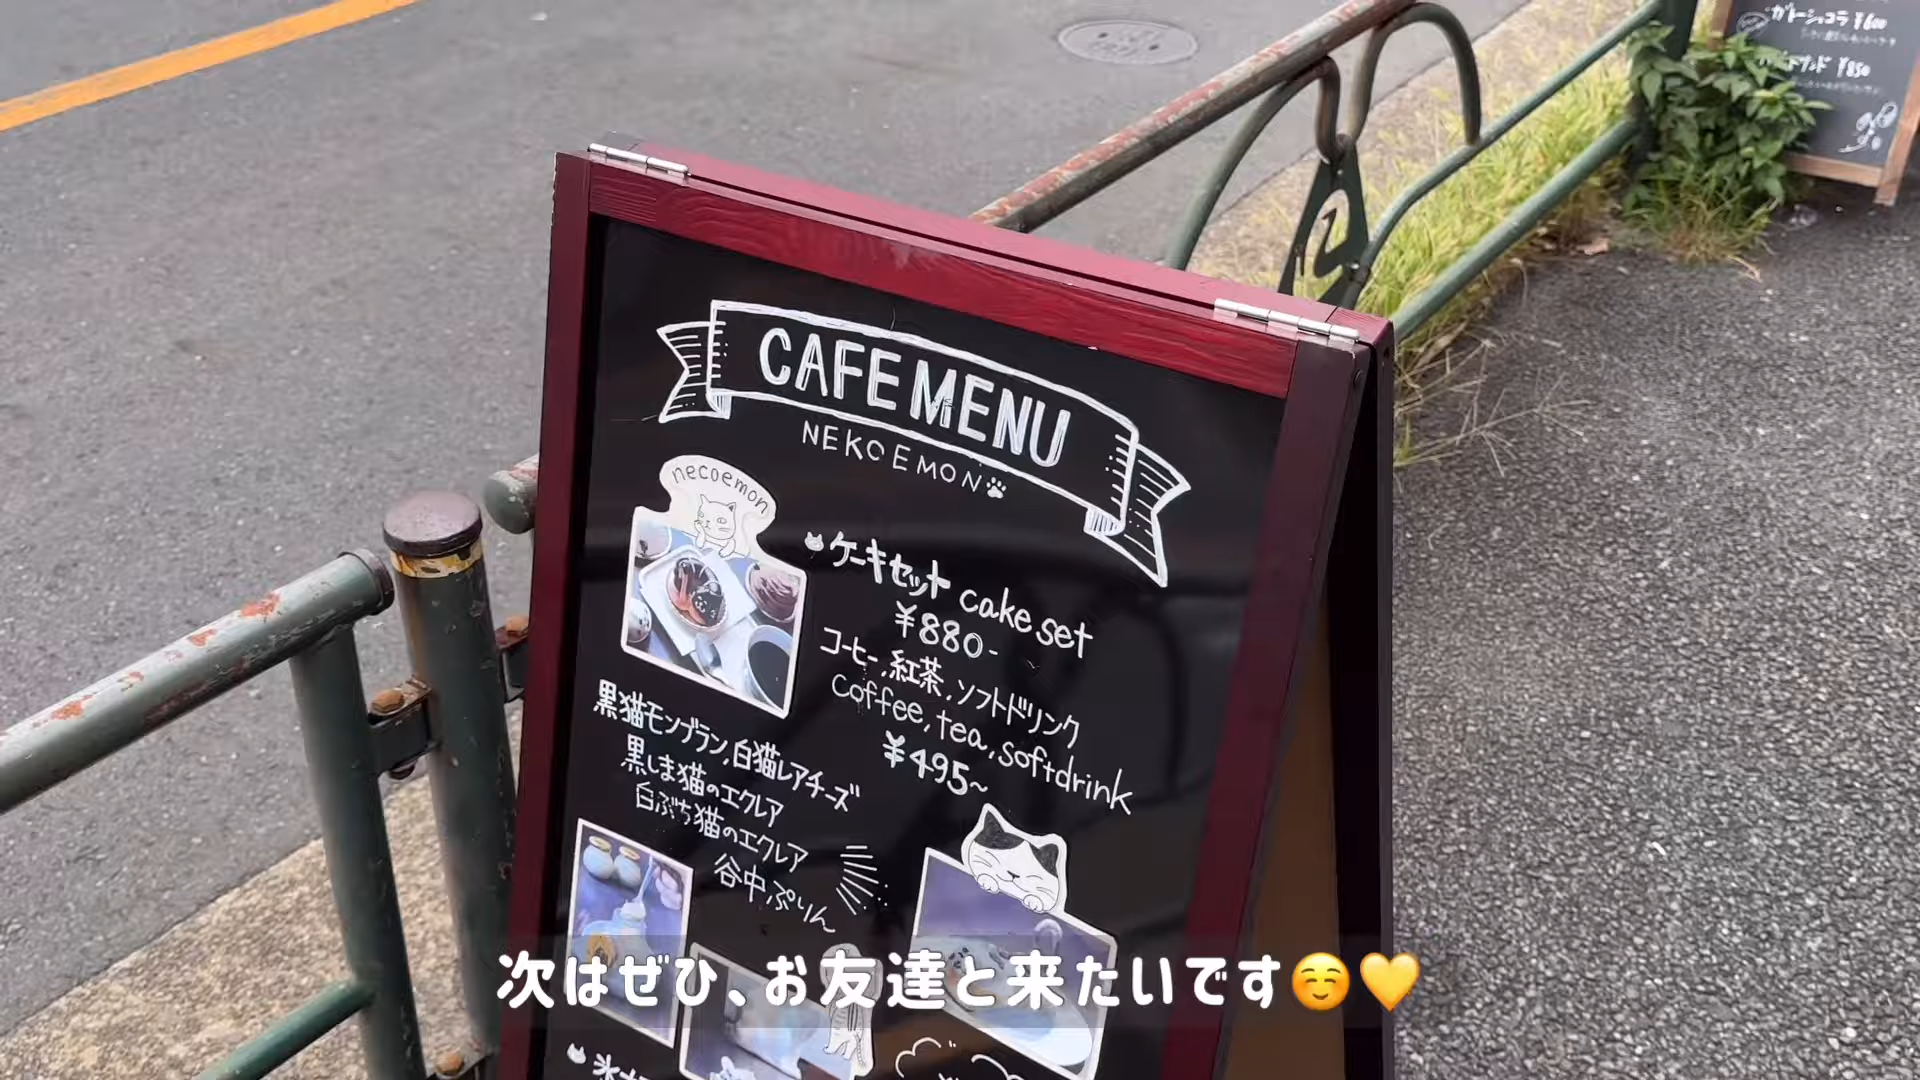 CAFE MENU
NEKOEMON
necoemon
ケーキセット cake set
¥880-
コーヒー、紅茶、ソフトドリンク
coffee, tea, softdrink
¥495~
黒猫モンブラン、白猫レアチーズ
黒しま猫のエクレア
白ぶち猫のエクレア
谷中ぷりん
ガトーショコラ ¥600
¥850
次はぜひ、お友達と来たいです☺️💛